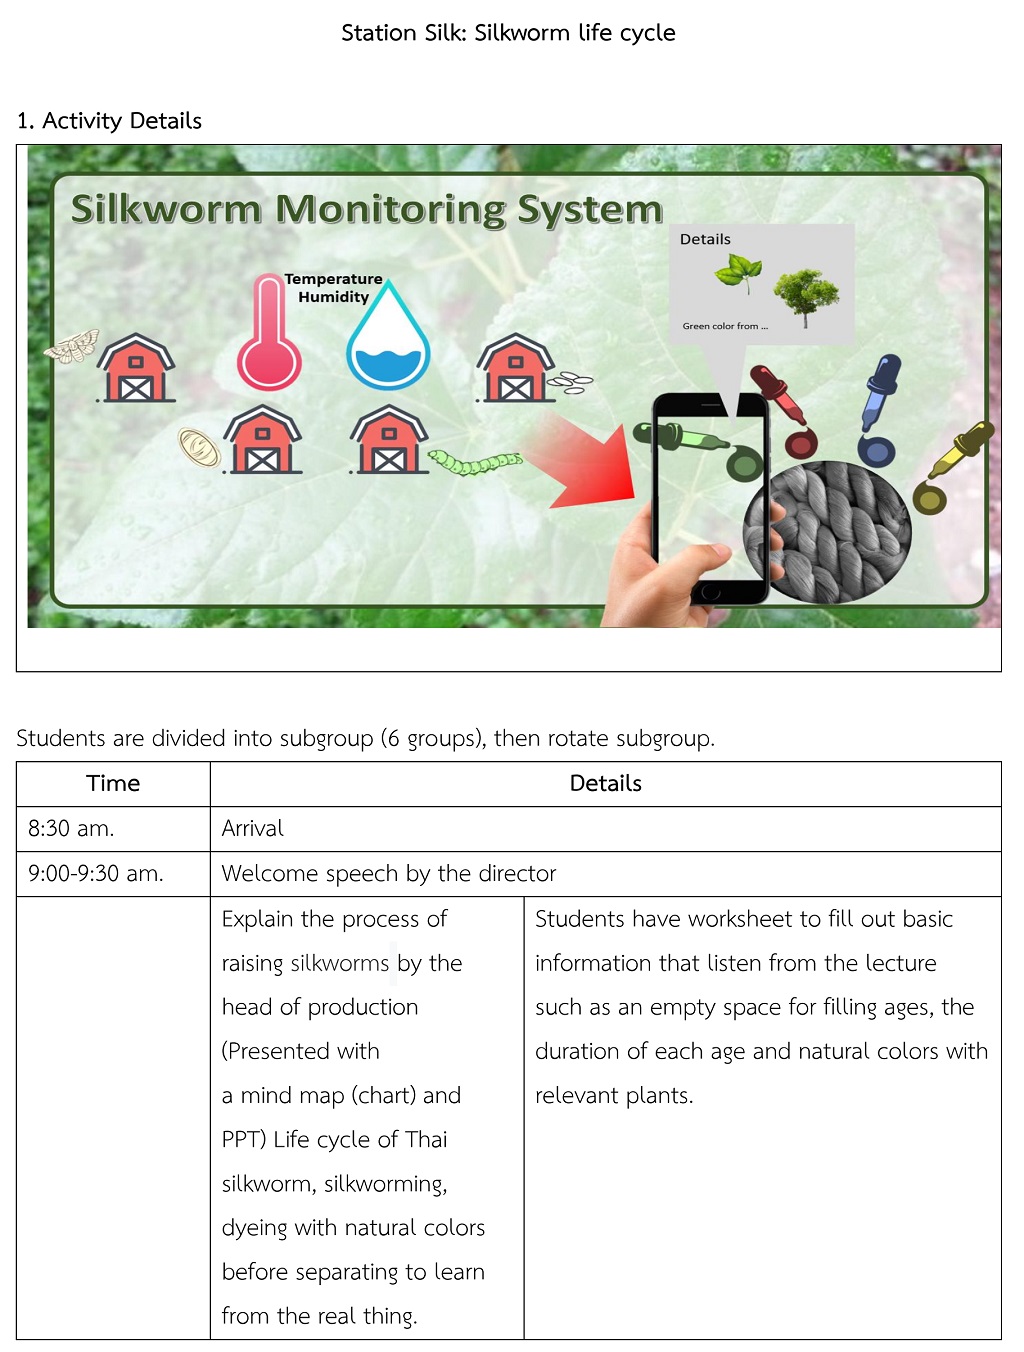 Station Silk: Silkworm life cycle
1. Activity Details
Silkworm Monitoring System
Details
Temperature
Humidity
Green color from ...
Students are divided into subgroup (6 groups), then rotate subgroup.
Time
Details
8:30 am.
Arrival
9:00-9:30 am.
Welcome speech by the director
Explain the process of
raising silkworms by the
head of production
(Presented with
a mind map (chart) and
PPT) Life cycle of Thai
silkworm, silkworming,
dyeing with natural colors
before separating to learn
from the real thing.
Students have worksheet to fill out basic
information that listen from the lecture
such as an empty space for filling ages, the
duration of each age and natural colors with
relevant plants.